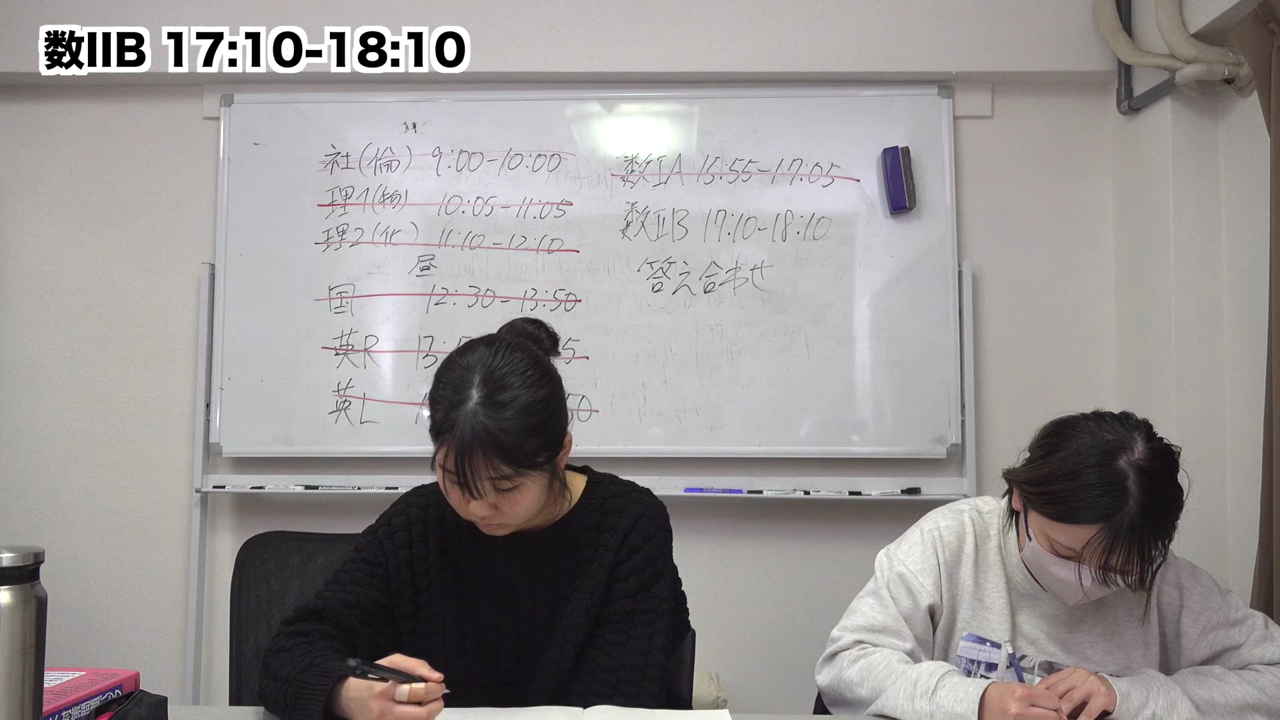 数IIB 17:10-18:10
社(倫) 9:00-10:00
理1(物) 10:05-11:05
理2(化) 11:10-12:10
昼
国 12:30-13:50
英R
英L
数IA 15:55-17:05
数IIB 17:10-18:10
答え合わせ